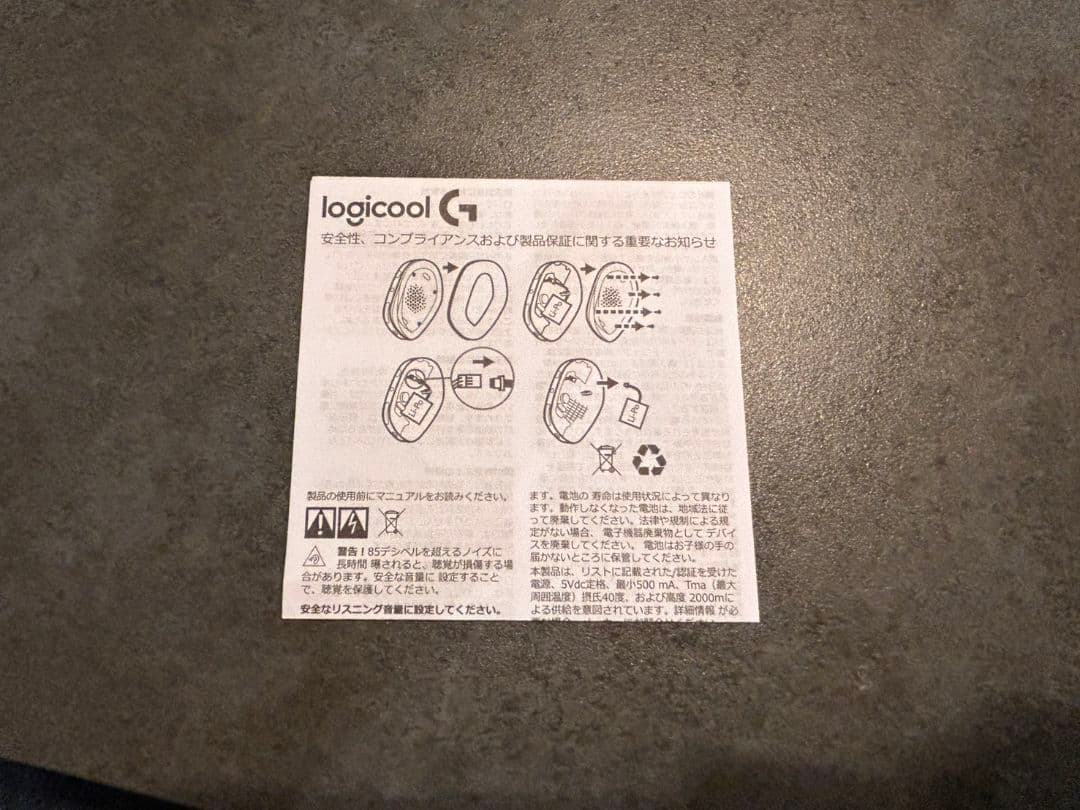 logicool G
安全性、コンプライアンスおよび製品保証に関する重要なお知らせ
Li-Po
Li-Po
Li-Po
製品の使用前にマニュアルをお読みください。
警告！85デシベルを超えるノイズに
長時間 曝されると、聴覚が損傷する場
合があります。安全な音量に 設定すること
で、聴覚を保護してください。
安全なリスニング音量に設定してください。
ます。電池の 寿命は使用状況によって異なり
ます。動作しなくなった電池は、地域法に従
って廃棄してください。法律や規制による規
定がない場合、 電子機器廃棄物として デバイ
スを廃棄してください。 電池はお子様の手の
届かないところに保管してください。
本製品は、リストに記載された/認証を受けた
電源、5Vdc定格、最小500 mA、Tma（最大
周囲温度）摂氏40度、および高度 2000mに
よる供給を意図されています。詳細情報 が必